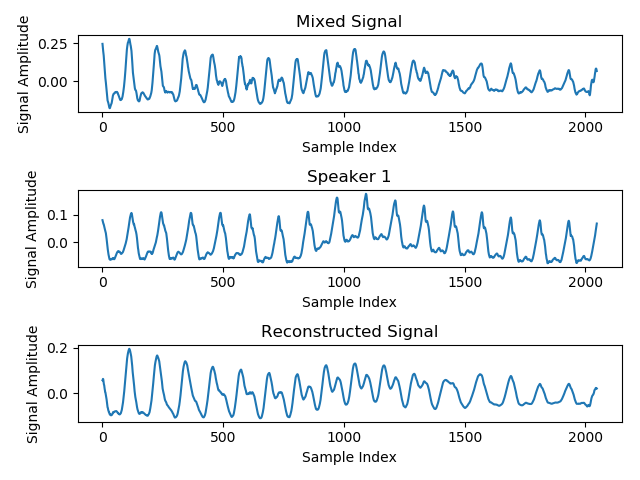 Mixed Signal
Signal Amplitude
0.25
0.00
0 500 1000 1500 2000
Sample Index
Speaker 1
Signal Amplitude
0.1
0.0
0 500 1000 1500 2000
Sample Index
Reconstructed Signal
Signal Amplitude
0.2
0.0
0 500 1000 1500 2000
Sample Index